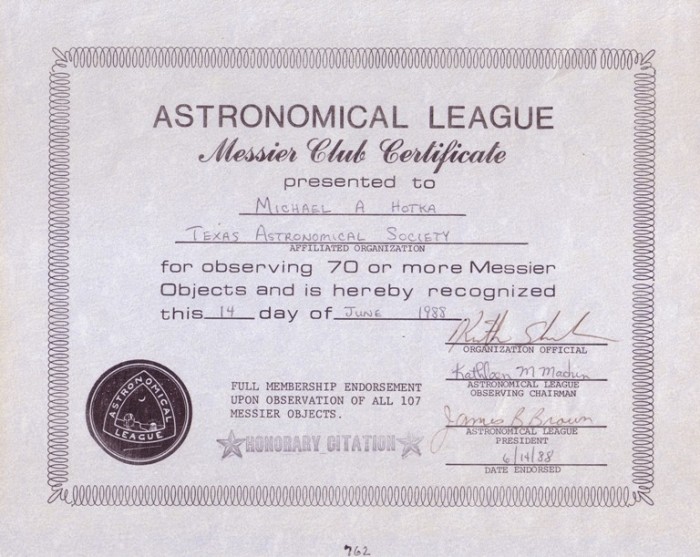 ASTRONOMICAL LEAGUE
Messier Club Certificate
presented to
MICHAEL A HOTKA
TEXAS ASTRONOMICAL SOCIETY
AFFILIATED ORGANIZATION
for observing 70 or more Messier
Objects and is hereby recognized
this 14 day of JUNE 1988
ORGANIZATION OFFICIAL
Kathleen M Machin
ASTRONOMICAL LEAGUE
OBSERVING CHAIRMAN
James B Brown
ASTRONOMICAL LEAGUE
PRESIDENT
6/14/88
DATE ENDORSED
ASTRONOMICAL
LEAGUE
FULL MEMBERSHIP ENDORSEMENT
UPON OBSERVATION OF ALL 107
MESSIER OBJECTS.
HONORARY CITATION
762